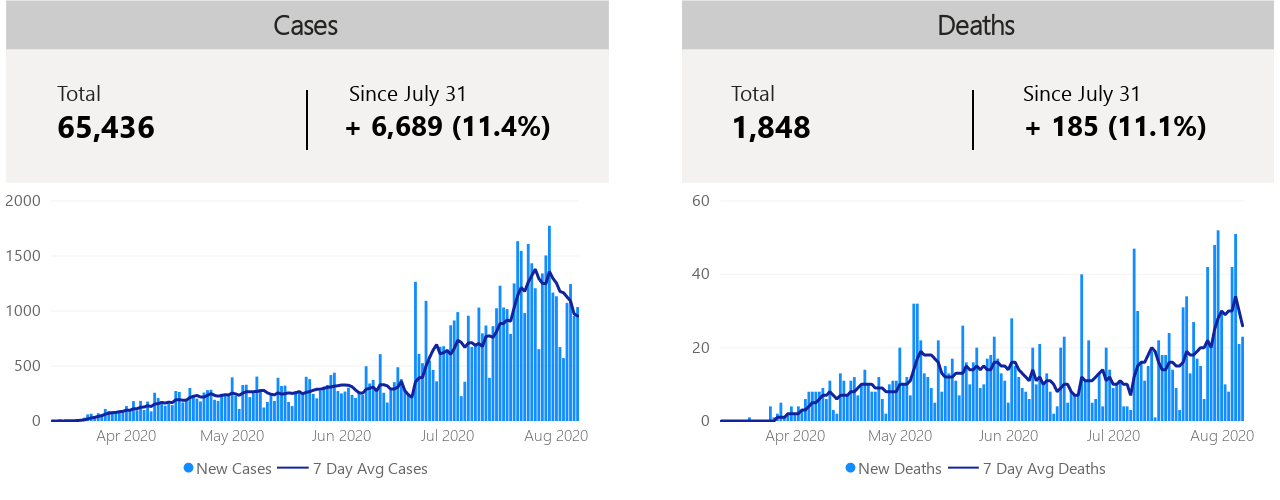 Cases
Total
65,436
Since July 31
+ 6,689 (11.4%)
2000
1500
1000
500
0
Apr 2020 May 2020 Jun 2020 Jul 2020 Aug 2020
New Cases 7 Day Avg Cases
Deaths
Total
1,848
Since July 31
+ 185 (11.1%)
60
40
20
0
Apr 2020 May 2020 Jun 2020 Jul 2020 Aug 2020
New Deaths 7 Day Avg Deaths